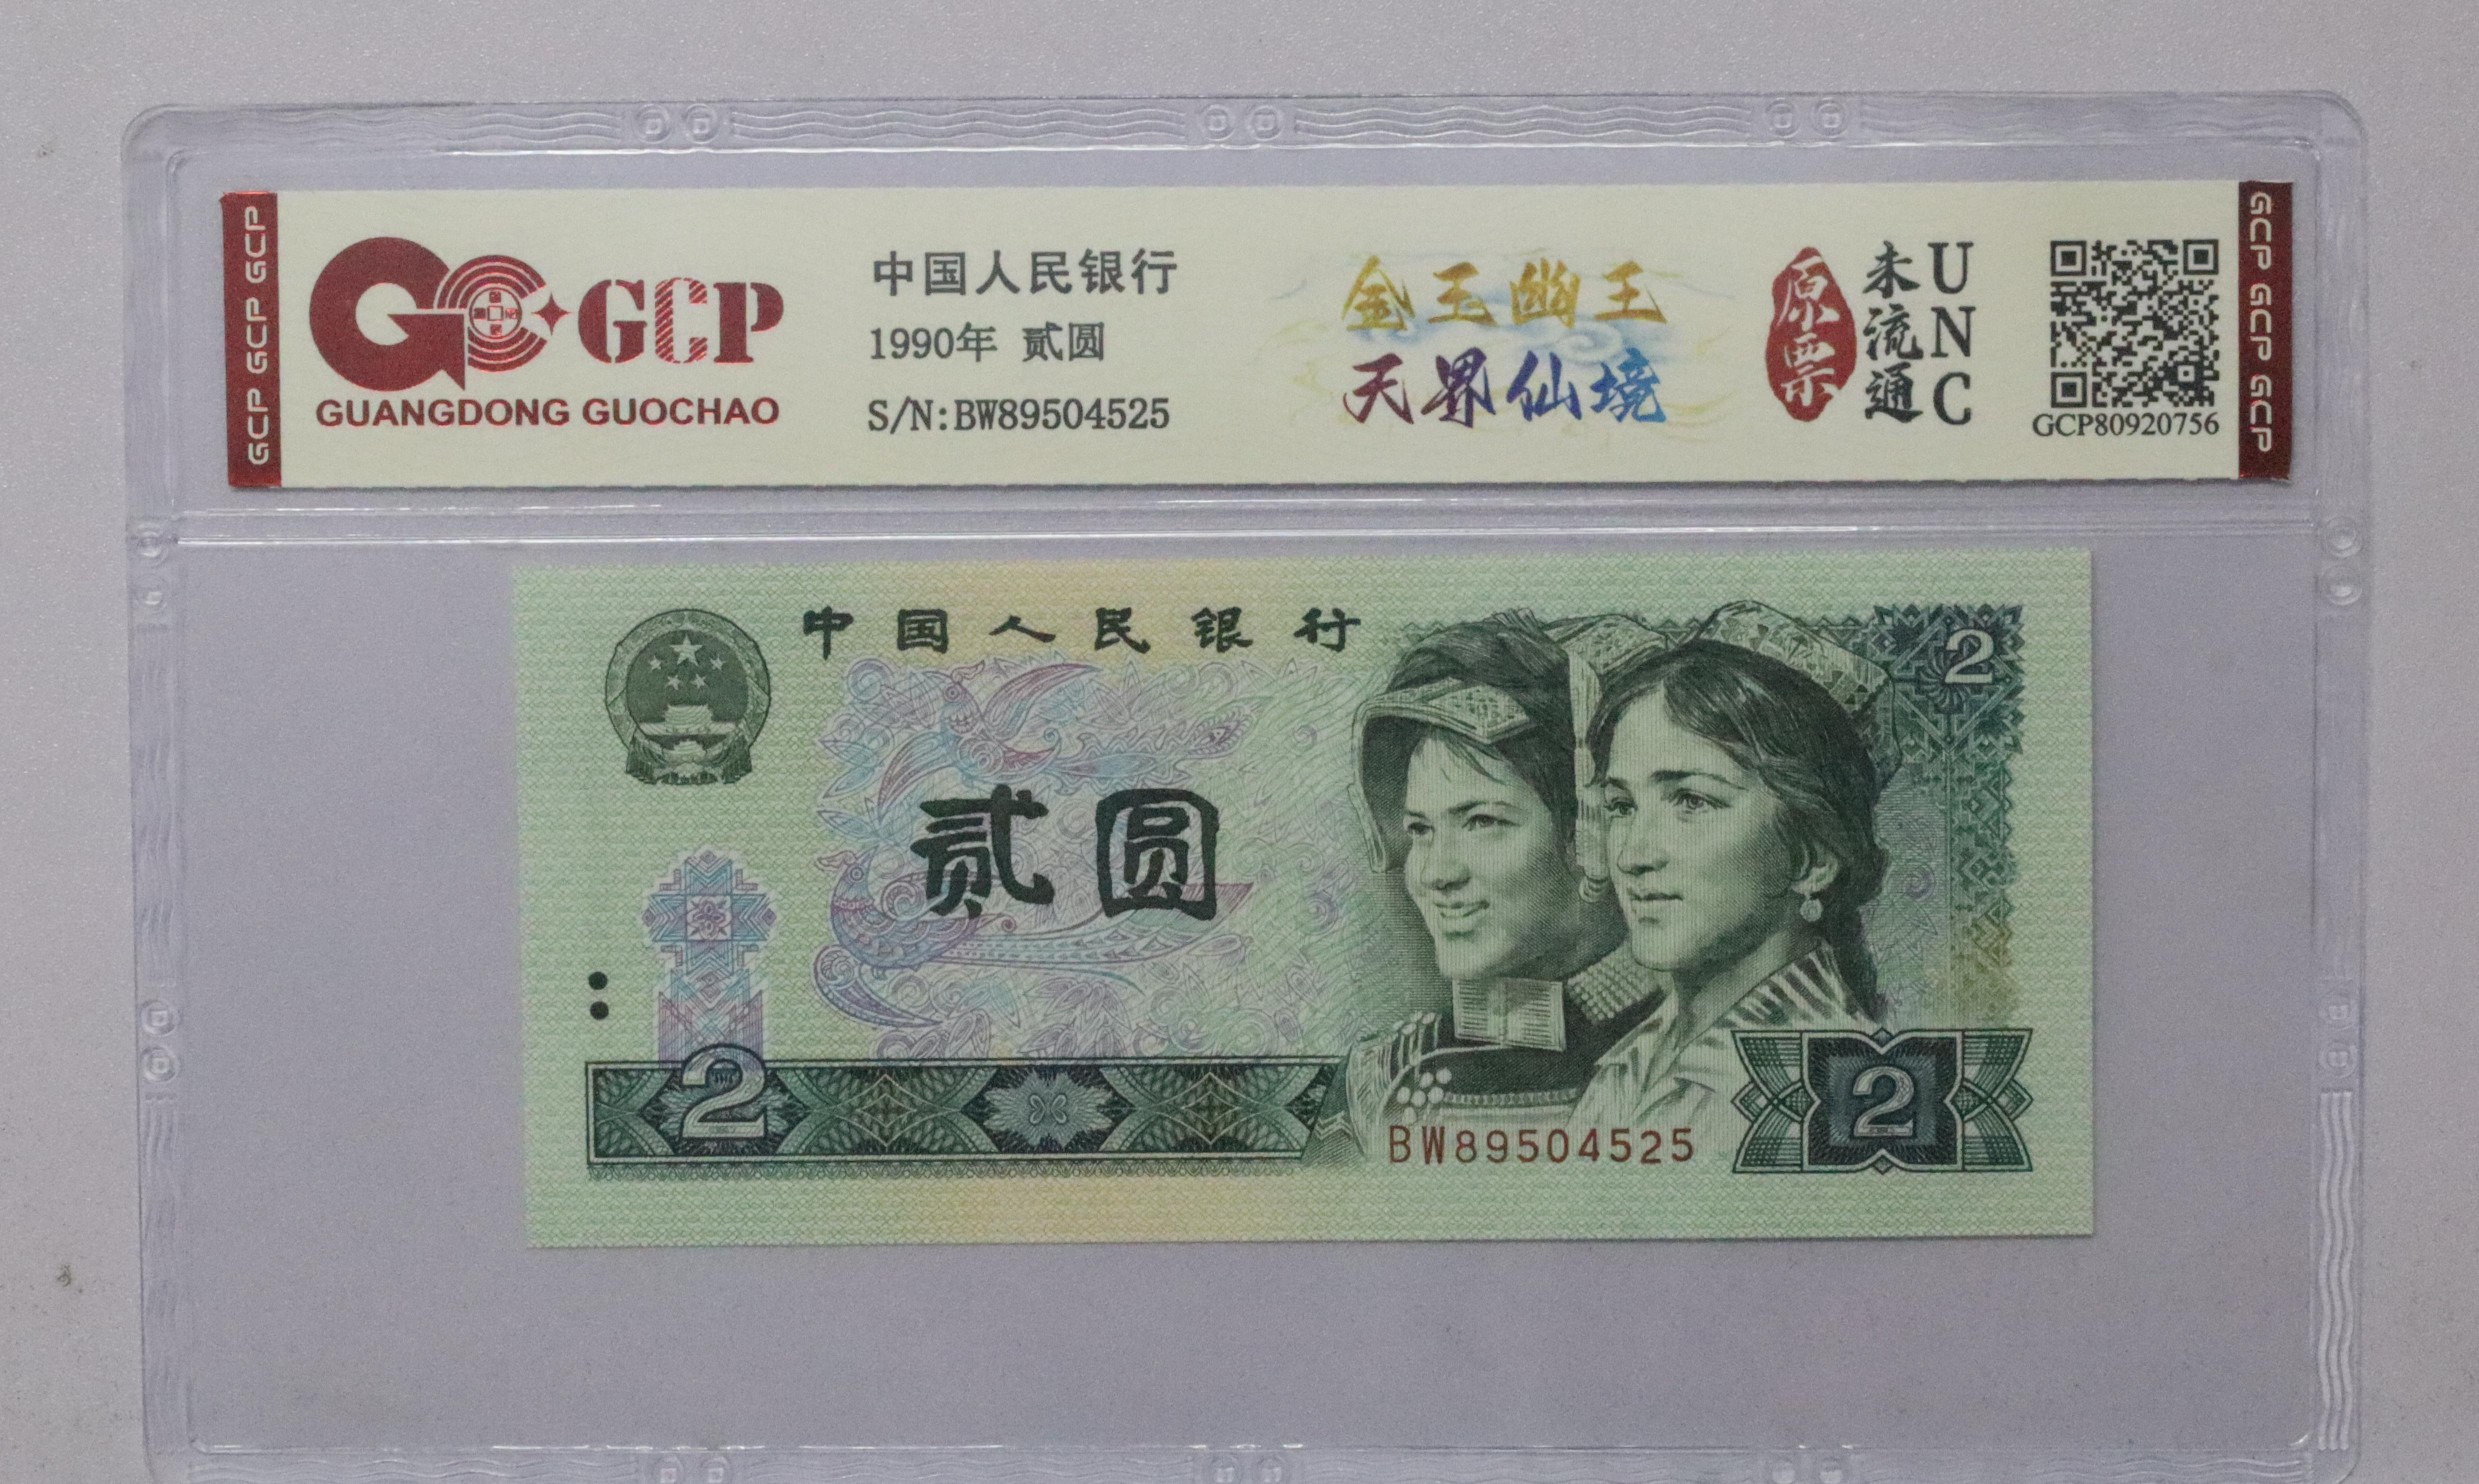 GCP GCP GCP
GCP
GUANGDONG GUOCHAO
中国人民银行
1990年 贰圆
S/N:BW89504525
金玉幽王
天界仙境
原票
未流通
UNC
GCP80920756
GCP GCP GCP
中国人民银行
2
贰圆
2
BW89504525
2